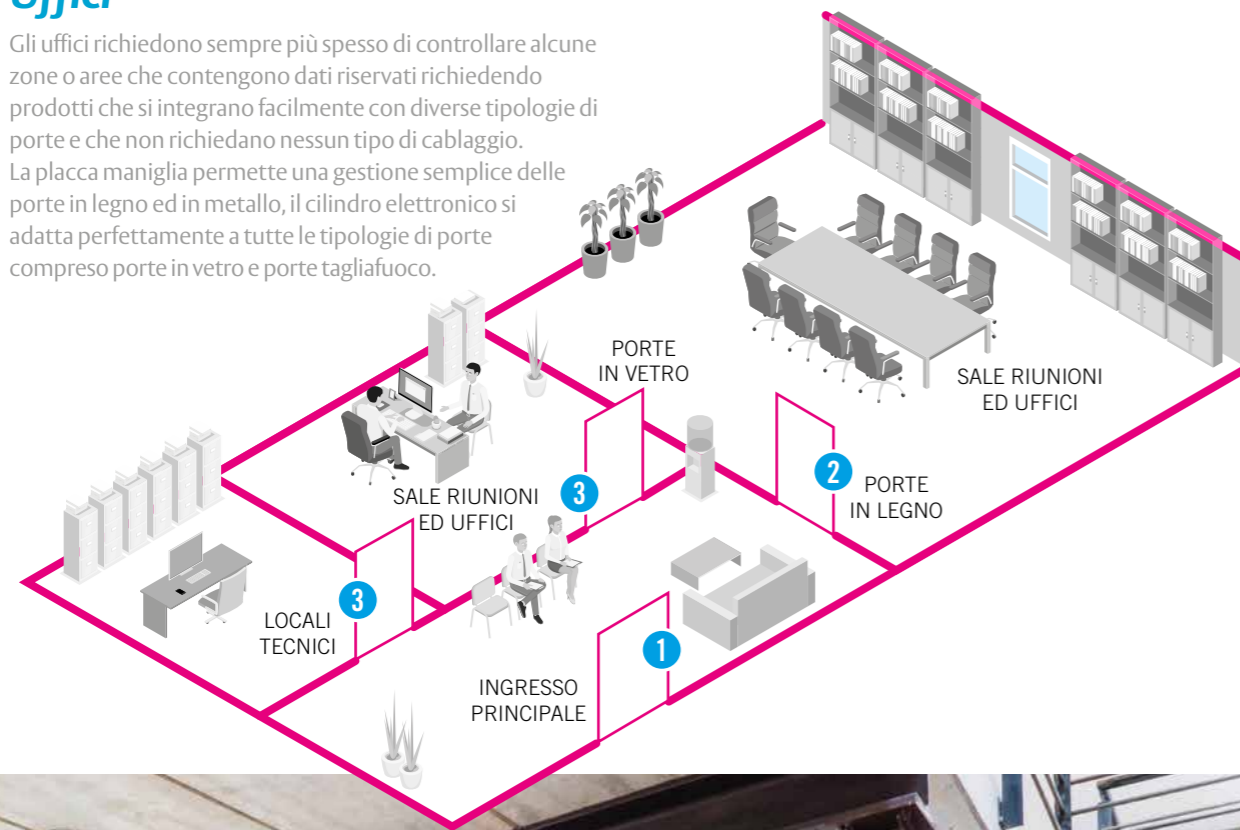 Uffici
Gli uffici richiedono sempre più spesso di controllare alcune
zone o aree che contengono dati riservati richiedendo
prodotti che si integrano facilmente con diverse tipologie di
porte e che non richiedano nessun tipo di cablaggio.
La placca maniglia permette una gestione semplice delle
porte in legno ed in metallo, il cilindro elettronico si
adatta perfettamente a tutte le tipologie di porte
compreso porte in vetro e porte tagliafuoco.
PORTE
IN VETRO
SALE RIUNIONI
ED UFFICI
3
2
PORTE
IN LEGNO
SALE RIUNIONI
ED UFFICI
3
LOCALI
TECNICI
1
INGRESSO
PRINCIPALE